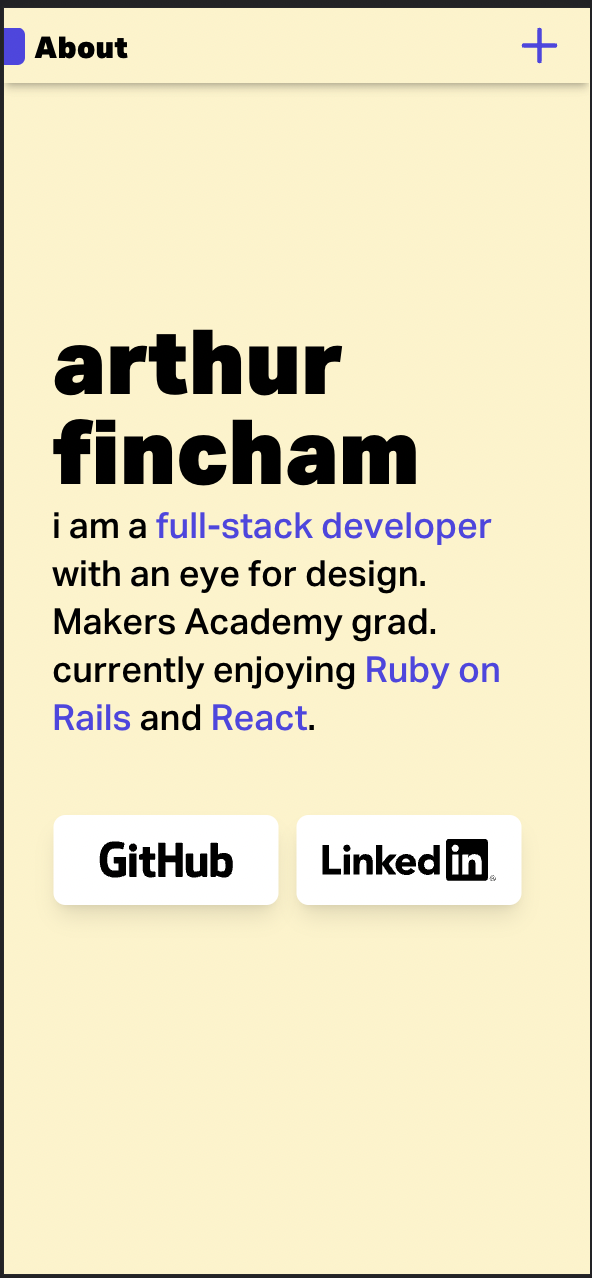 About
arthur
fincham
i am a full-stack developer
with an eye for design.
Makers Academy grad.
currently enjoying Ruby on
Rails and React.
GitHub
Linkedin®